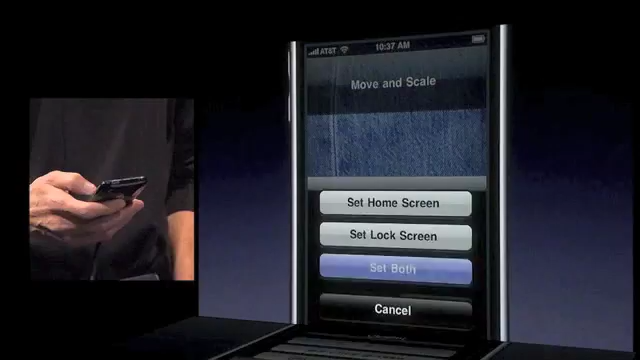 AT&T
10:37 AM
Move and Scale
Set Home Screen
Set Lock Screen
Set Both
Cancel